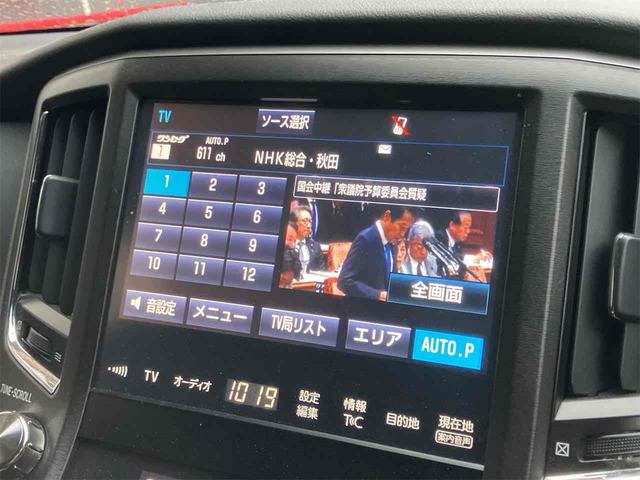 TV
ソース選択
ワンセグ
AUTO.P
1
611 ch
NHK総合・秋田
国会中継「衆議院予算委員会質疑
1
2
3
4
5
6
7
8
9
10
11
12
全画面
音設定
メニュー
TV局リスト
エリア
AUTO.P
TV
オーディオ
10:19
設定
編集
情報
T℃
目的地
現在地
案内音声
TUNE・SCROLL